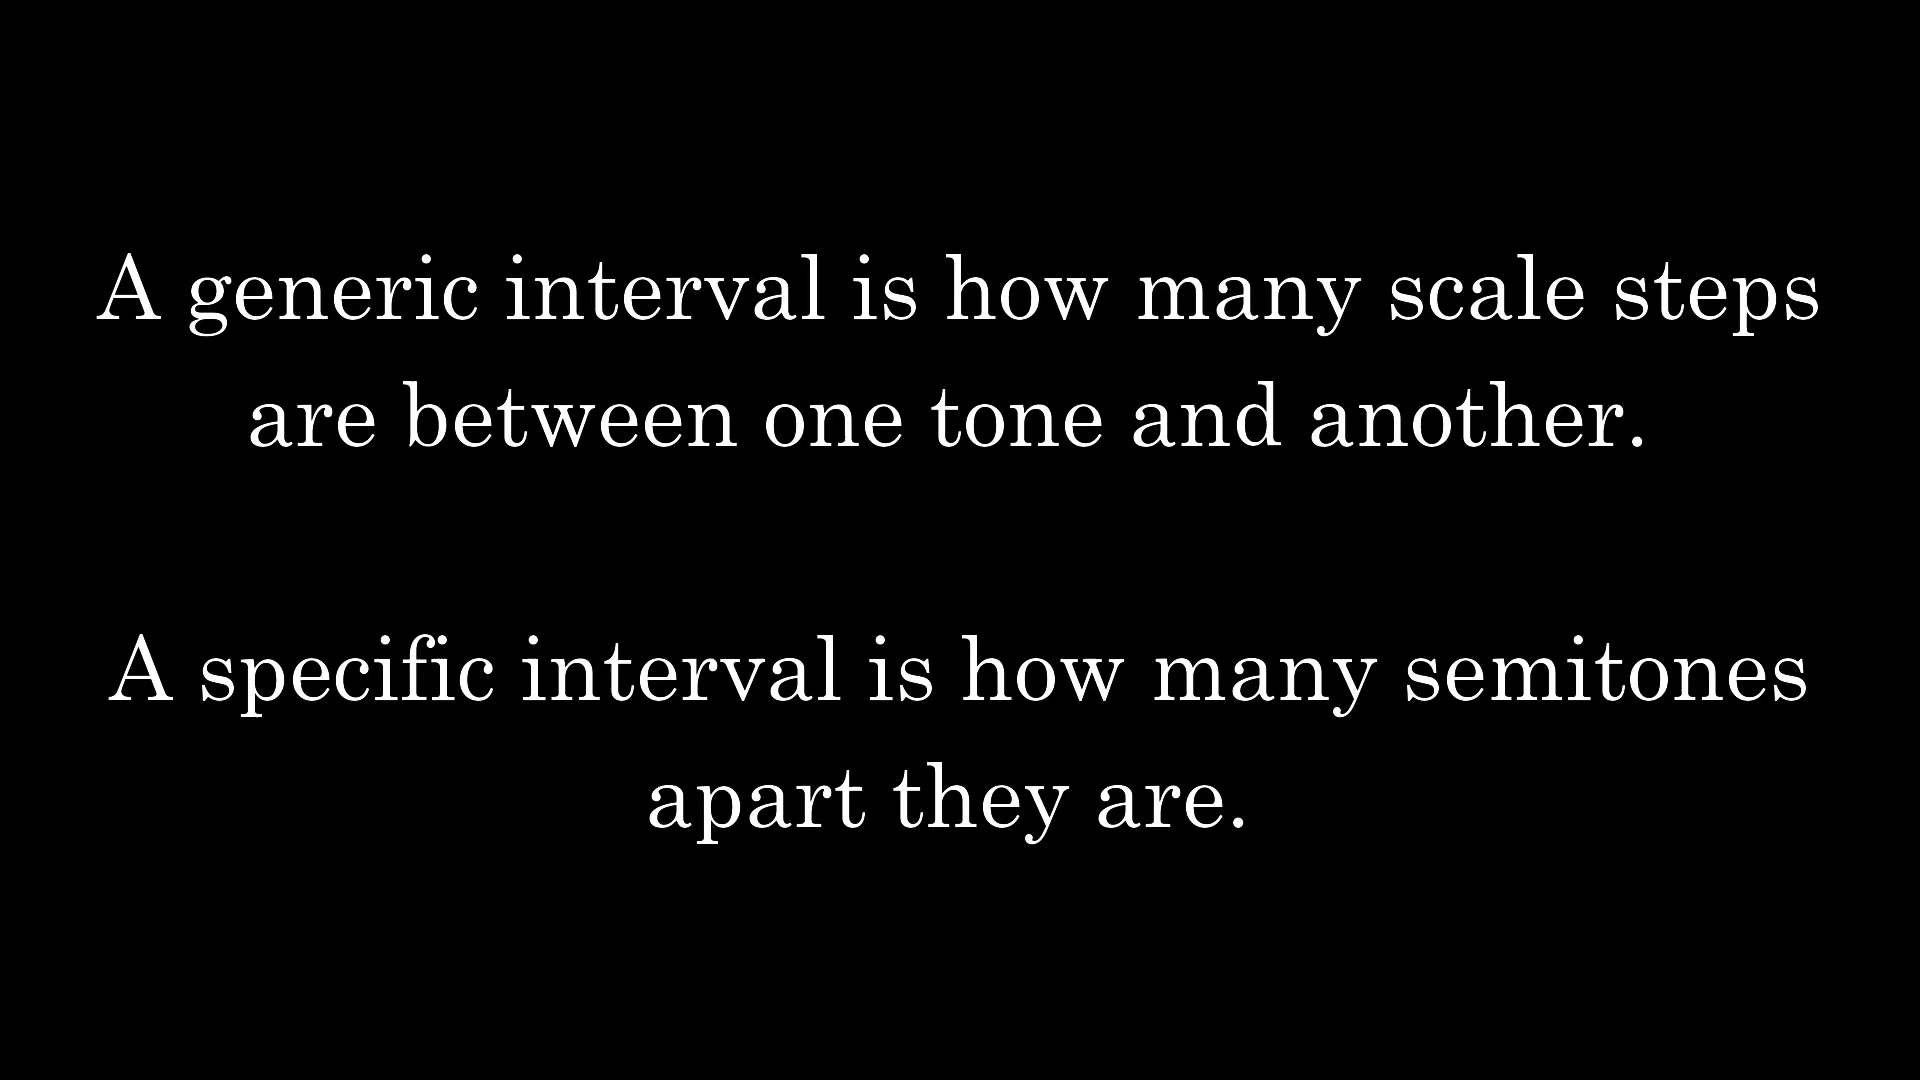 A generic interval is how many scale steps
are between one tone and another.
A specific interval is how many semitones
apart they are.